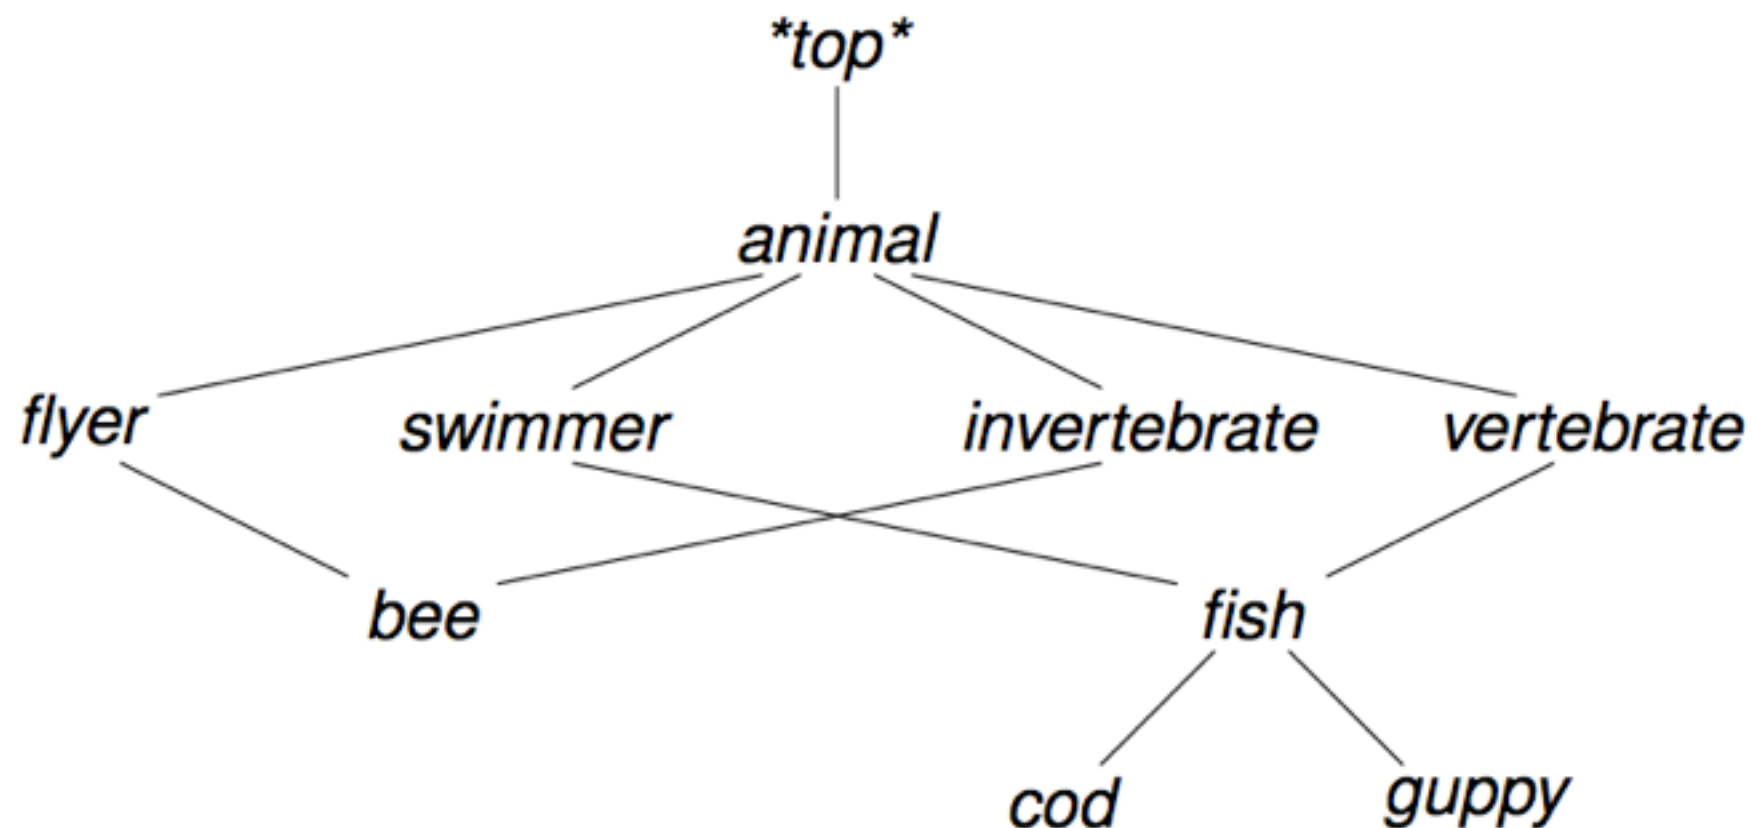 *top*
animal
flyer swimmer invertebrate vertebrate
bee fish
cod guppy